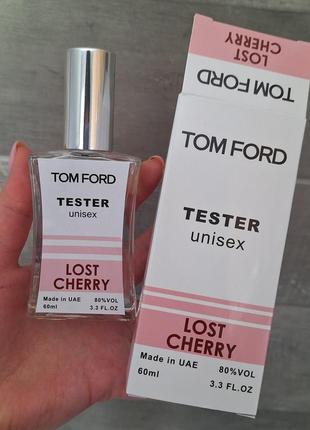 LOST
CHERRY
TOM FORD
TOM FORD
TESTER
unisex
LOST
CHERRY
Made in UAE 80%VOL
60ml 3.3 FL.OZ
TOM FORD
TESTER
unisex
LOST
CHERRY
Made in UAE 80%VOL
60ml 3.3 FL.OZ